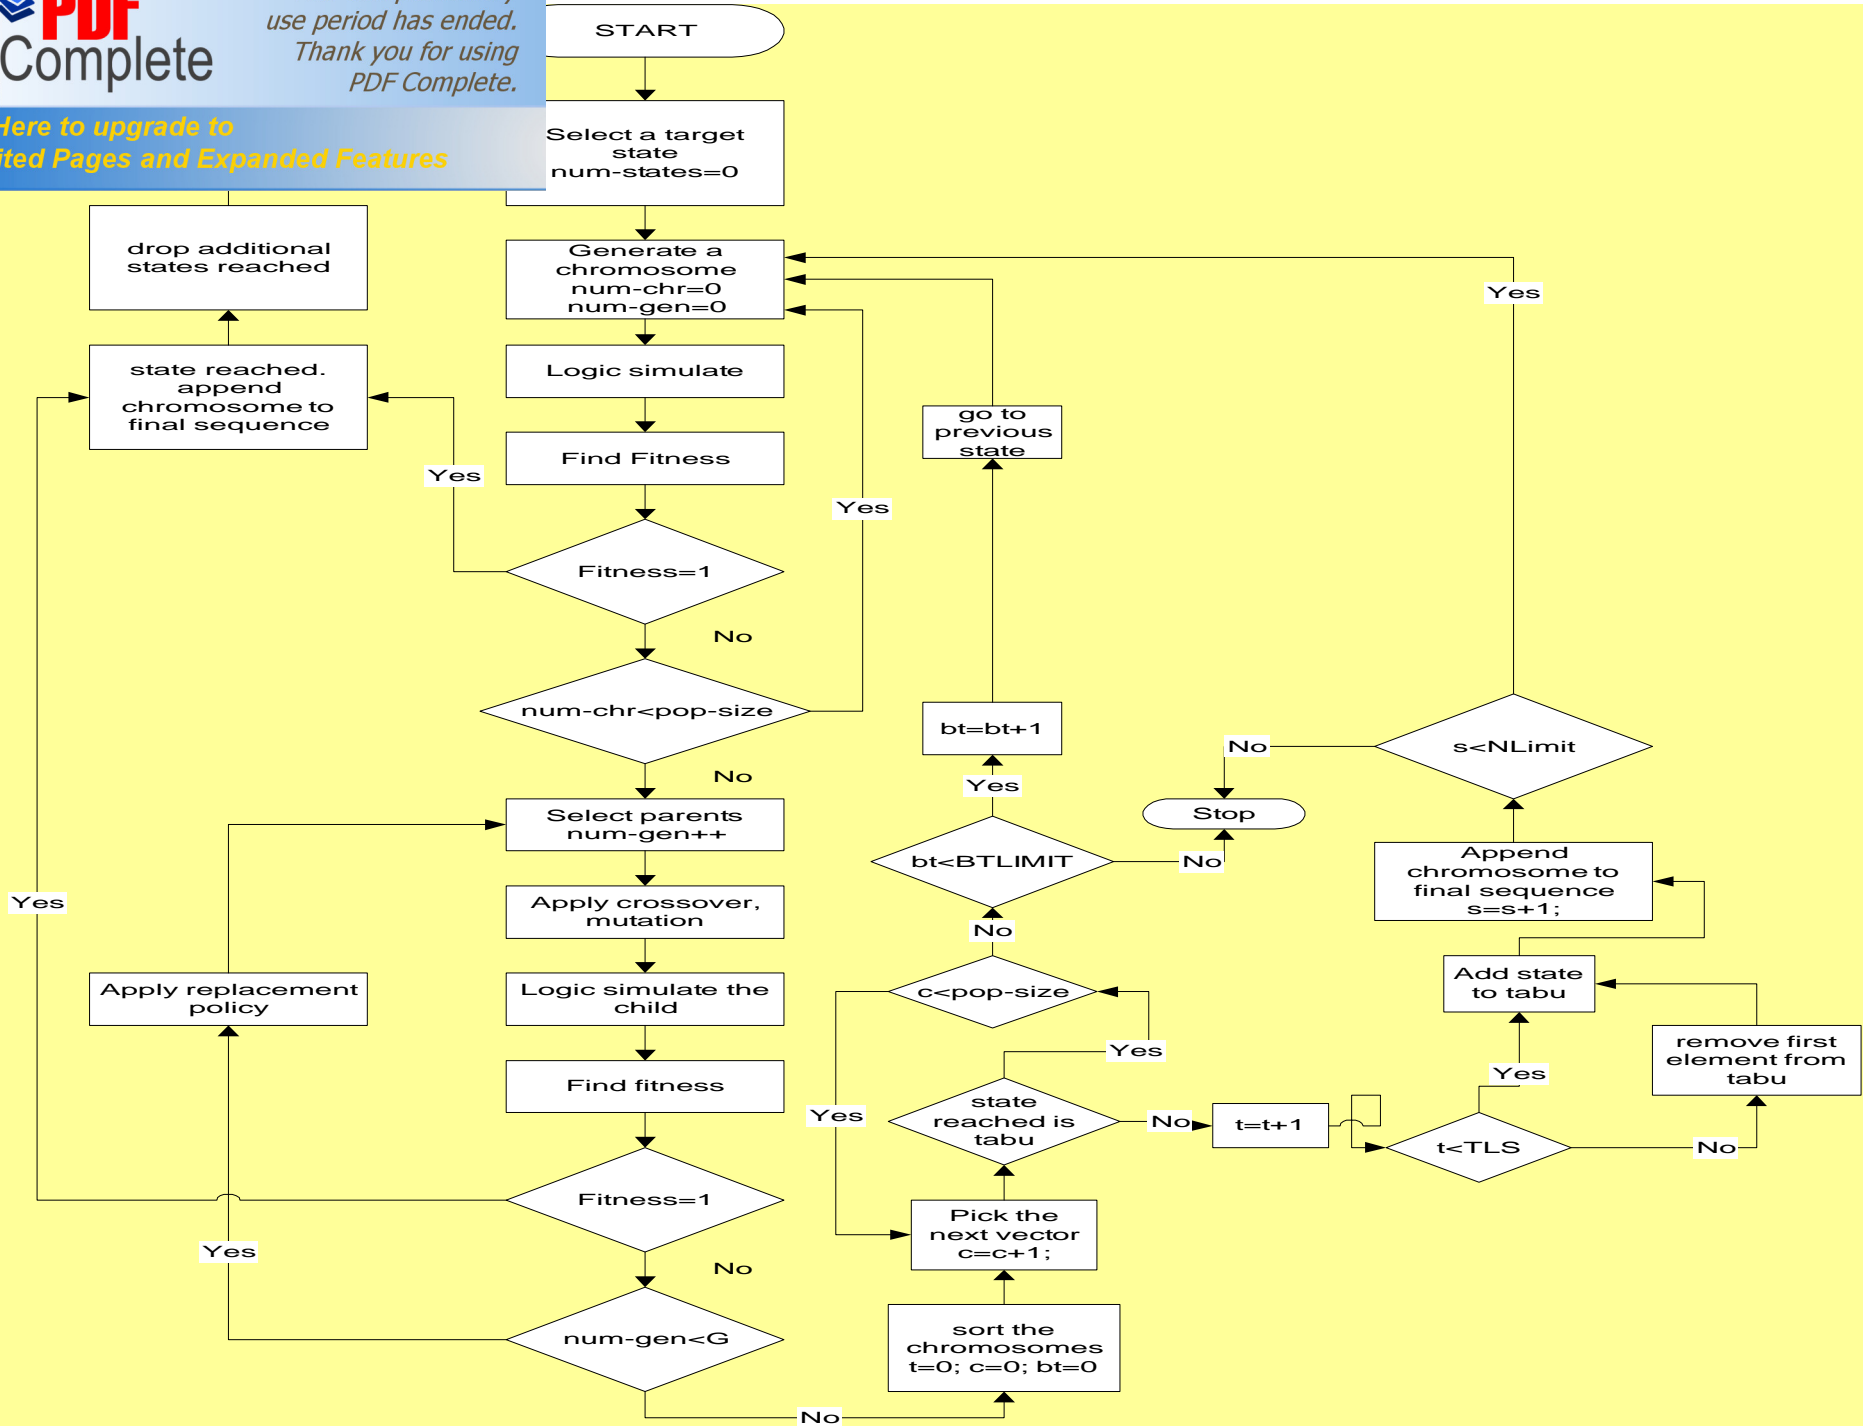 PDF
Complete
use period has ended.
Thank you for using
PDF Complete.
Here to upgrade to
Pages and Expanded Features
START
Select a target
state
num-states=0
drop additional
states reached
Generate a
chromosome
num-chr=0
num-gen=0
Yes
state reached.
append
chromosome to
final sequence
Logic simulate
go to
previous
state
Find Fitness
Yes
Yes
Fitness=1
No
num-chr<pop-size
bt=bt+1
No
s<NLimit
No
Yes
Select parents
num-gen++
Stop
bt<BTLIMIT
No
Append
chromosome to
final sequence
s=s+1;
Yes
Apply crossover,
mutation
No
Apply replacement
policy
Logic simulate the
child
c<pop-size
Add state
to tabu
Yes
remove first
element from
tabu
Find fitness
Yes
Yes
state
reached is
tabu
No
t=t+1
t<TLS
No
Fitness=1
Pick the
next vector
c=c+1;
Yes
No
num-gen<G
sort the
chromosomes
t=0; c=0; bt=0
No